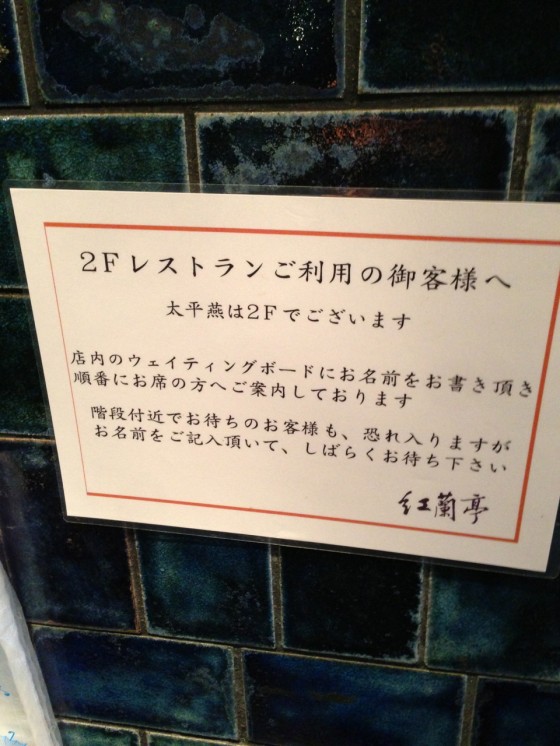 2Fレストランご利用の御客様へ
太平燕は2Fでございます
店内のウェイティングボードにお名前をお書き頂き
順番にお席の方へご案内しております
階段付近でお待ちのお客様も、恐れ入りますが
お名前をご記入頂いて、しばらくお待ち下さい
紅蘭亭